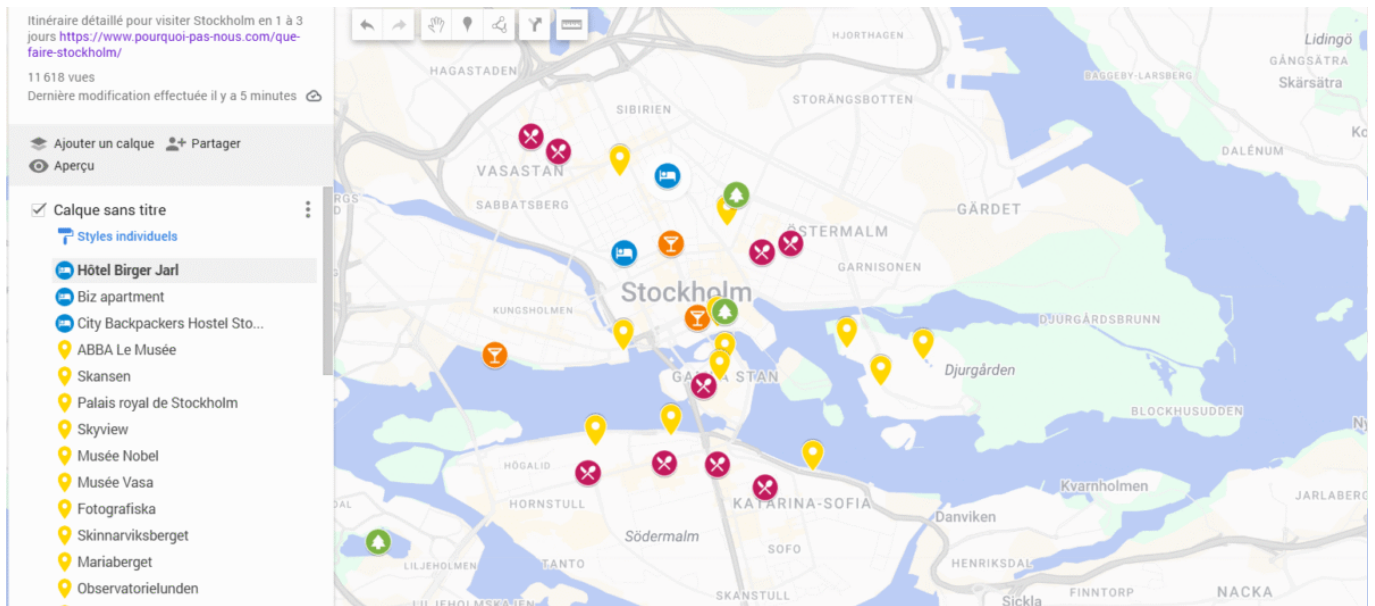 Itinéraire détaillé pour visiter Stockholm en 1 à 3
jours https://www.pourquoi-pas-nous.com/que-
faire-stockholm/
11 618 vues
Dernière modification effectuée il y a 5 minutes
Ajouter un calque
Partager
Aperçu
Calque sans titre
Styles individuels
Hôtel Birger Jarl
Biz apartment
City Backpackers Hostel Sto...
ABBA Le Musée
Skansen
Palais royal de Stockholm
Skyview
Musée Nobel
Musée Vasa
Fotografiska
Skinnarviksberget
Mariaberget
Observatorielunden
HJORTHAGEN
Lidingö
GÅNGSÄTRA
Skärsätra
HAGASTADEN
BAGGEBY-LARSBERG
STORÄNGSBOTTEN
SIBIRIEN
DALÉNUM
VASASTAN
SABBATSBERG
GÄRDET
ÖSTERMALM
GARNISONEN
Stockholm
KUNGSHOLMEN
DJURGÅRDSBRUNN
Djurgården
GAMLA STAN
BLOCKHUSUDDEN
HÖGALID
Kvarnholmen
JARLABERG
HORNSTULL
KATARINA-SOFIA
Danviken
Södermalm
SOFO
HENRIKSDAL
LILJEHOLMEN
TANTO
SKANSTULL
Sickla
FINNTORP
NACKA
LILJEHOLMSKAJEN